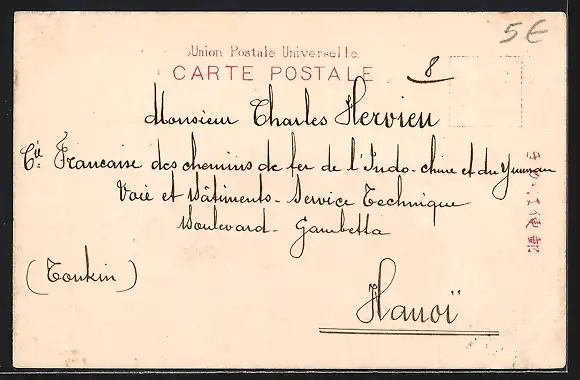 5€
Union Postale Universelle.
CARTE POSTALE
8
Monsieur Charles Hervieu
Cie Francaise des chemins de fer de l'Indo-chine et du Yunnan
Voie et Bâtiments - Service Technique
Boulevard - Gambetta
(Tonkin)
Hanoï